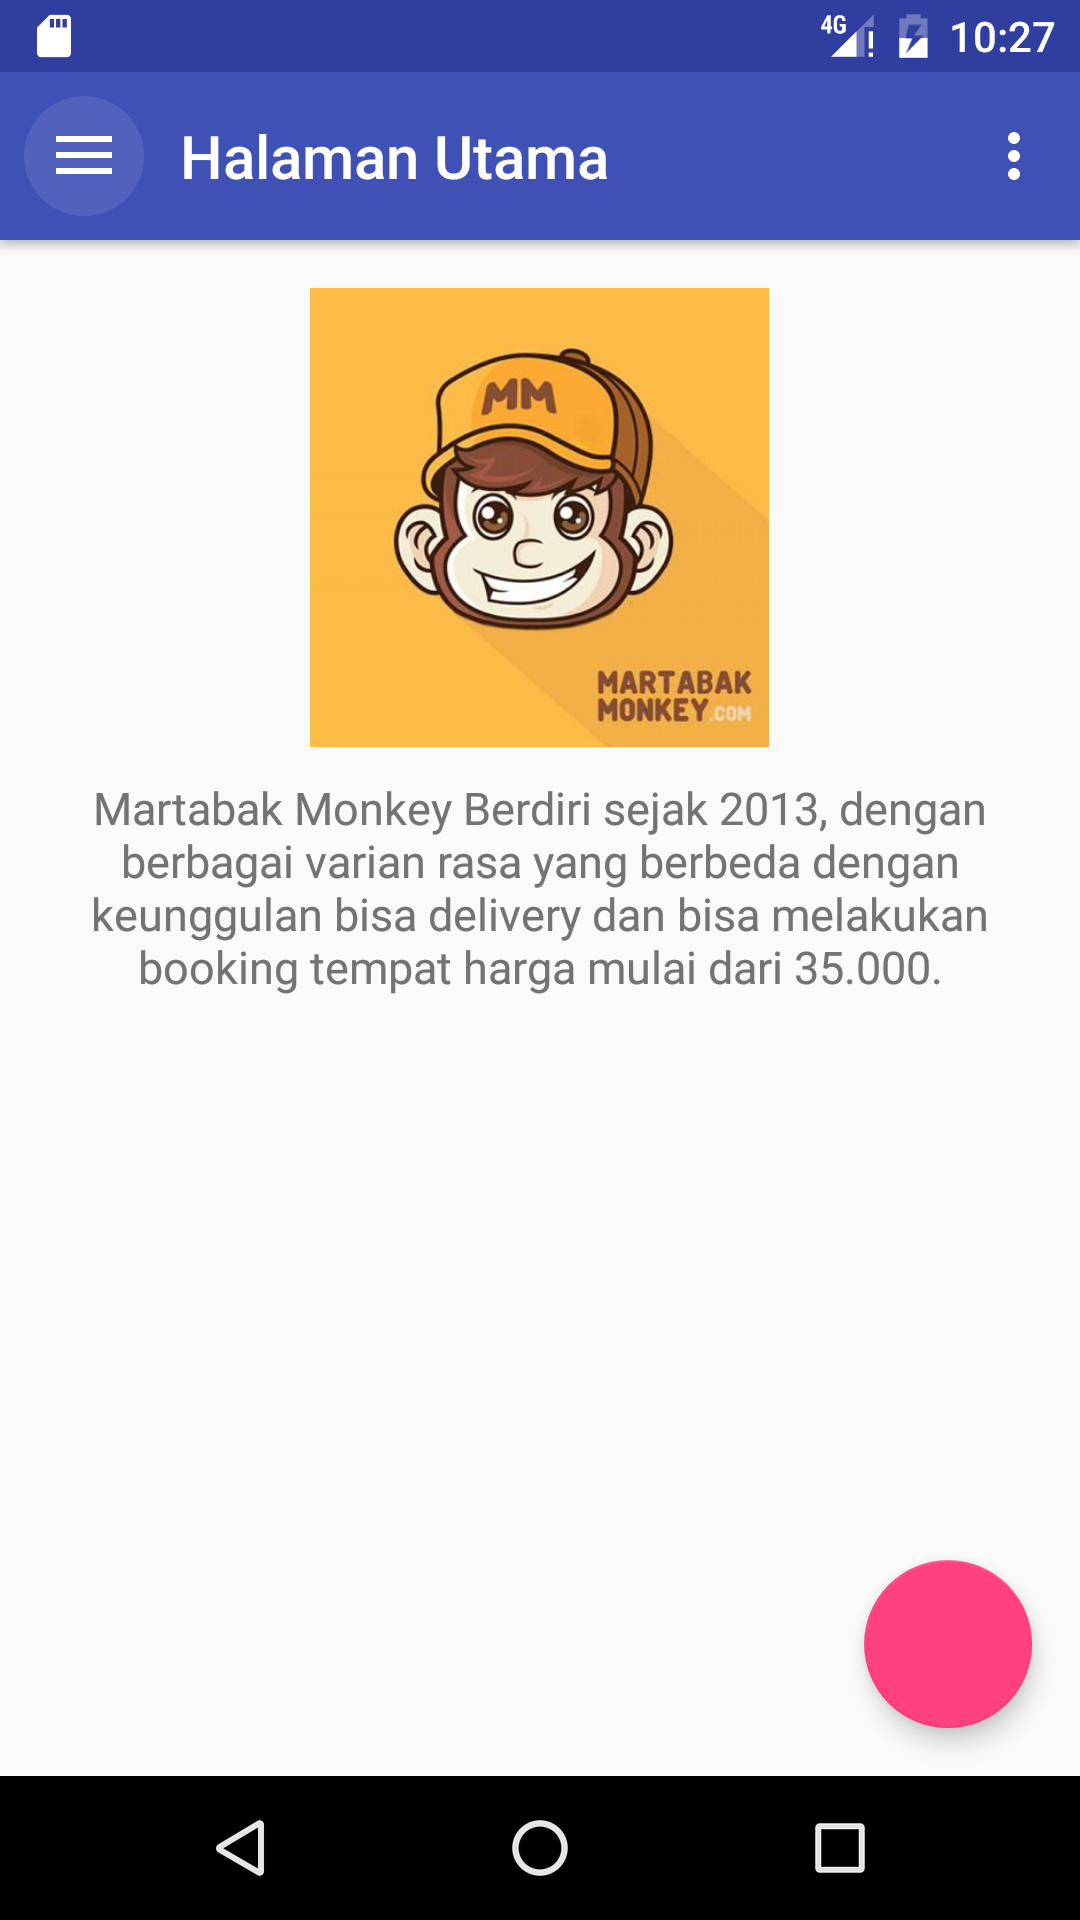 4G 10:27
Halaman Utama
MM
MARTABAK
MONKEY.COM
Martabak Monkey Berdiri sejak 2013, dengan
berbagai varian rasa yang berbeda dengan
keunggulan bisa delivery dan bisa melakukan
booking tempat harga mulai dari 35.000.